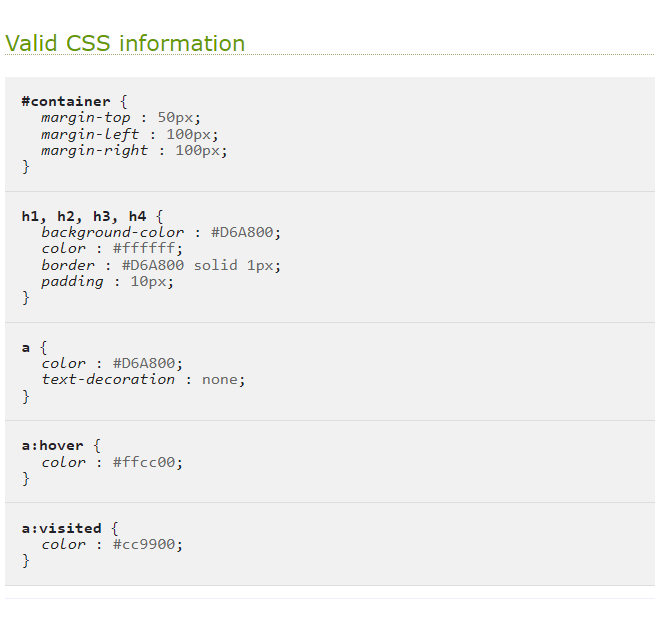 Valid CSS information
#container {
margin-top : 50px;
margin-left : 100px;
margin-right : 100px;
}
h1, h2, h3, h4 {
background-color : #D6A800;
color : #ffffff;
border : #D6A800 solid 1px;
padding : 10px;
}
a {
color : #D6A800;
text-decoration : none;
}
a:hover {
color : #ffcc00;
}
a:visited {
color : #cc9900;
}